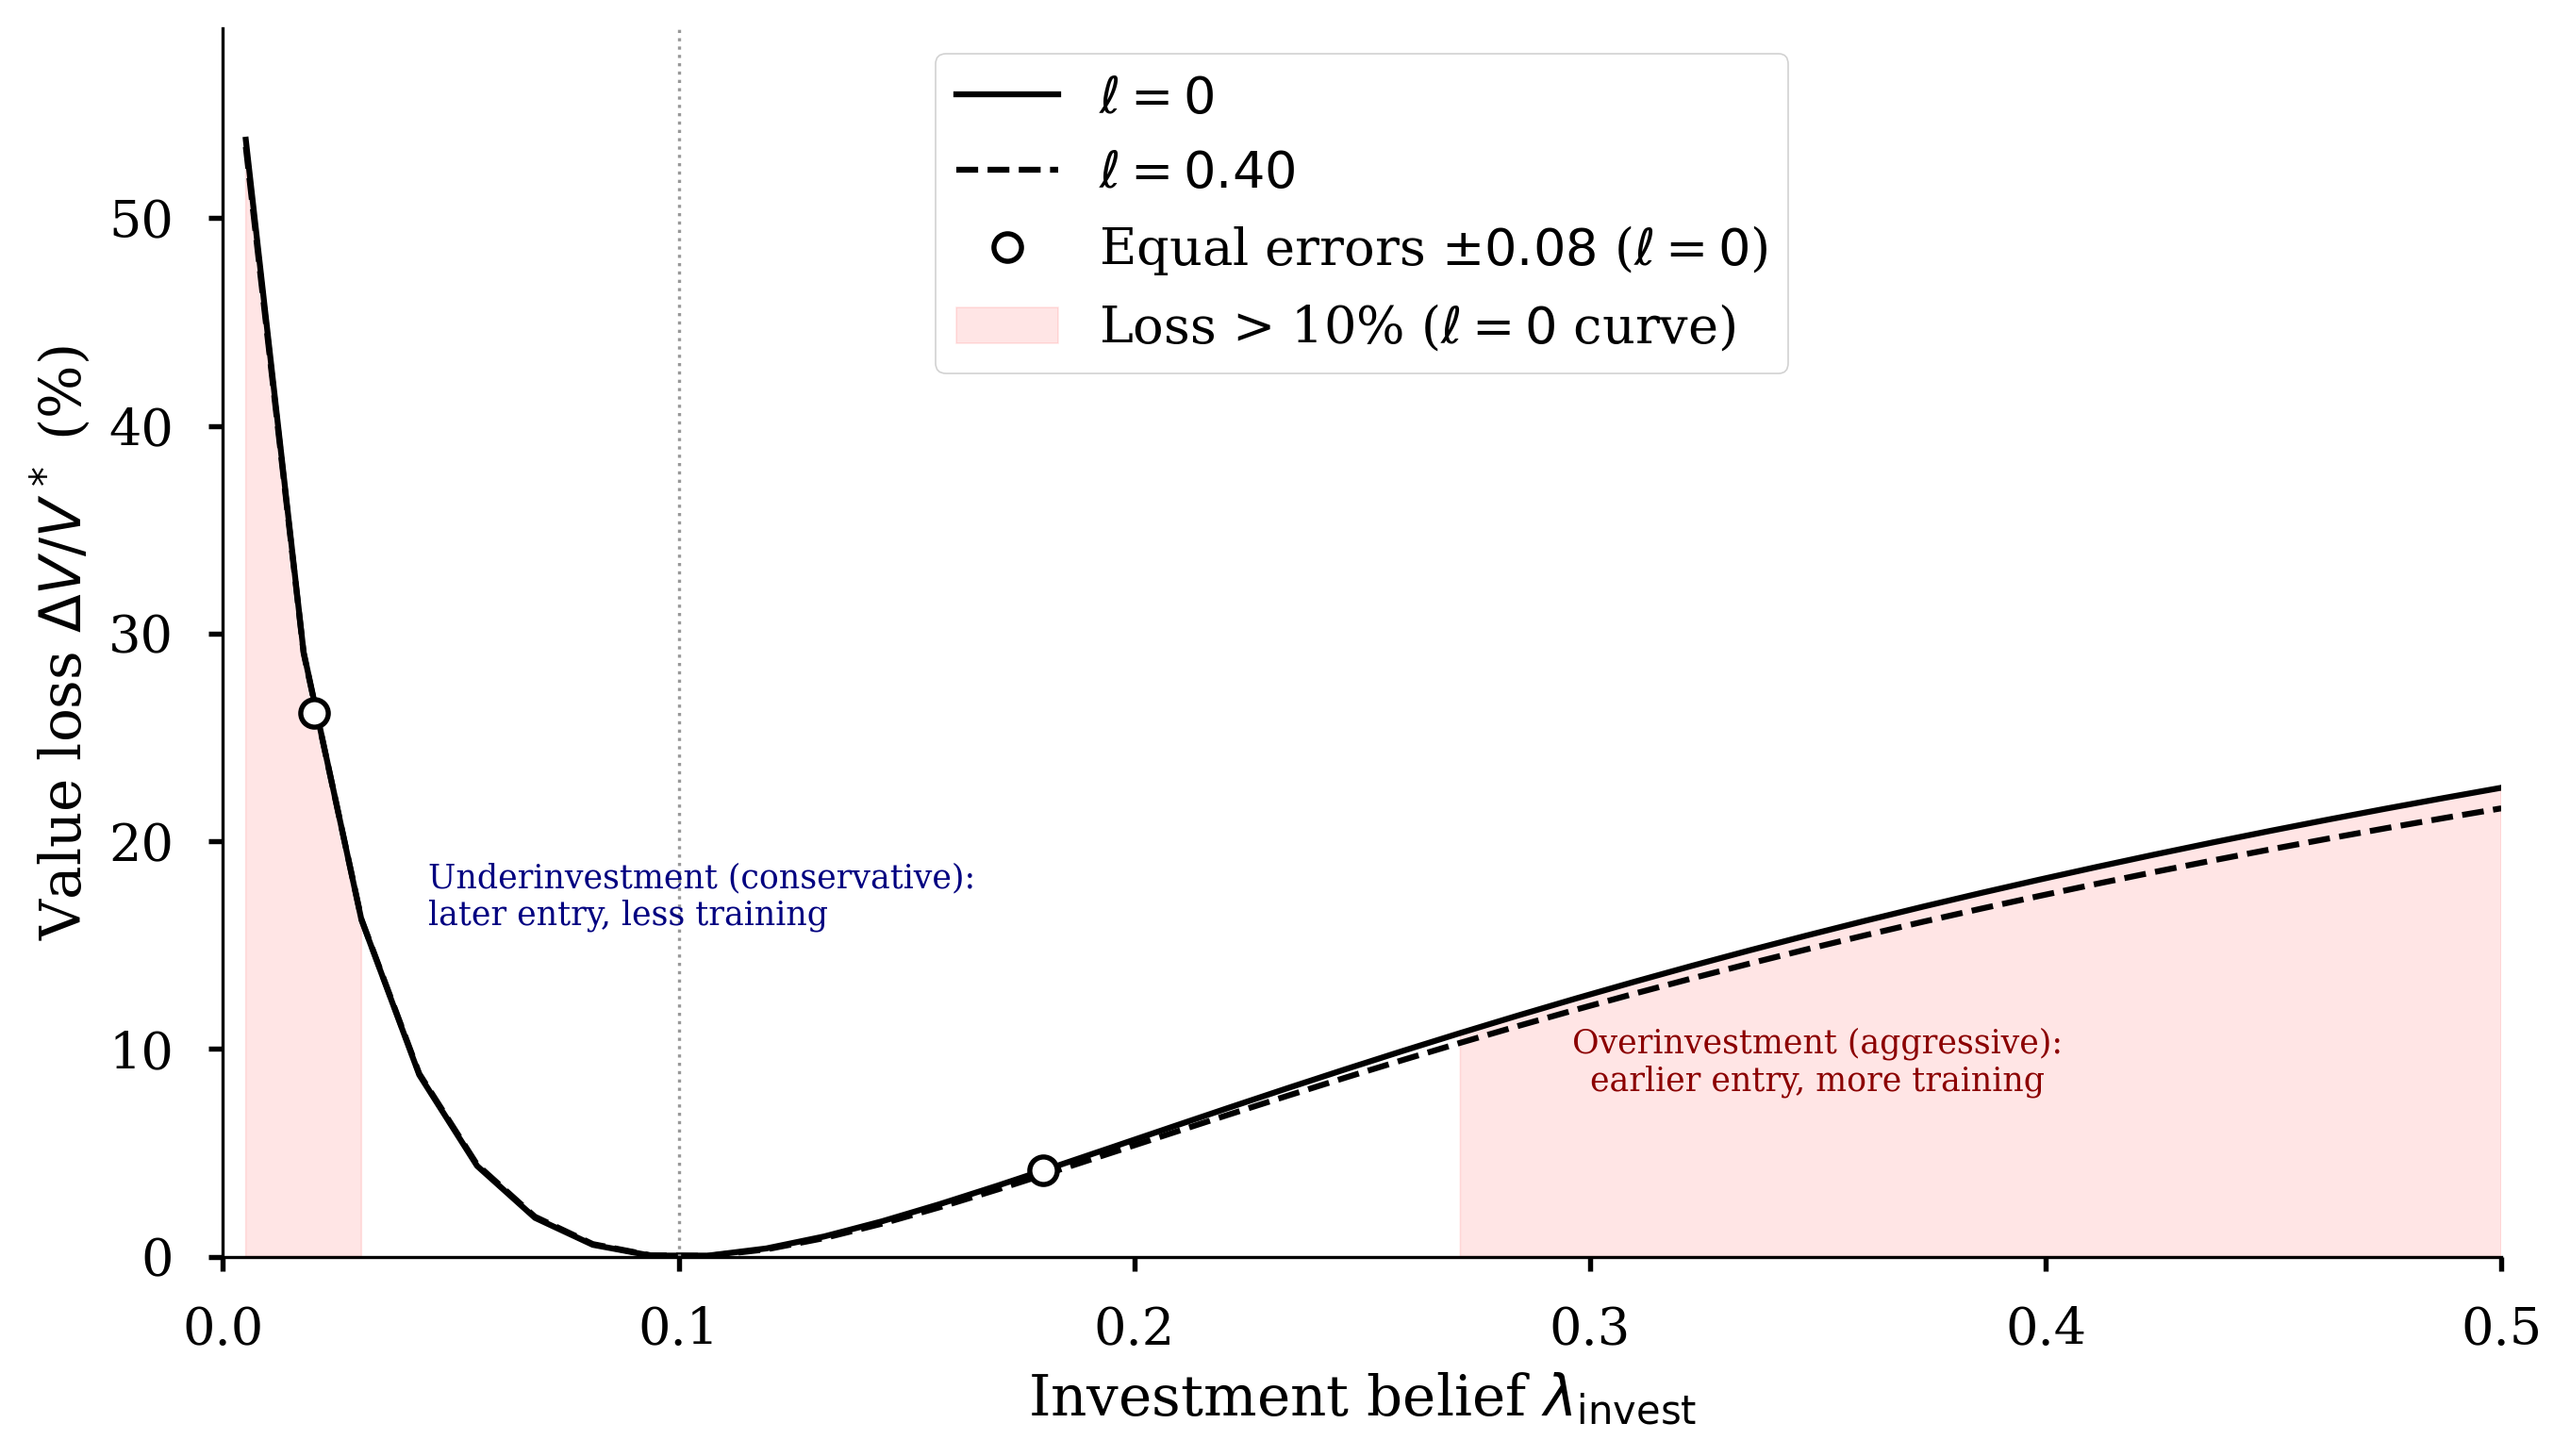 ℓ = 0
ℓ = 0.40
Equal errors ±0.08 (ℓ = 0)
Loss > 10% (ℓ = 0 curve)
Value loss ΔV/V* (%)
50
40
30
20
10
0
Underinvestment (conservative):
later entry, less training
Overinvestment (aggressive):
earlier entry, more training
0.0 0.1 0.2 0.3 0.4 0.5
Investment belief λinvest